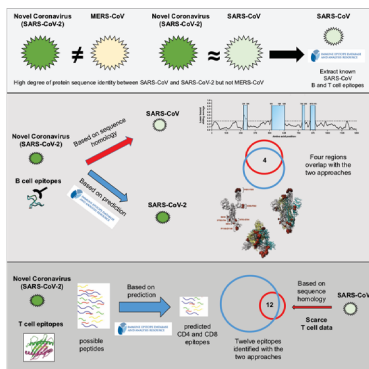 Novel Coronavirus
(SARS-CoV-2)
MERS-CoV
Novel Coronavirus
(SARS-CoV-2)
SARS-CoV
SARS-CoV
≠
≈
High degree of protein sequence identity between SARS-CoV and SARS-CoV-2 but not MERS-CoV
Extract known
SARS-CoV
B and T cell epitopes
Novel Coronavirus
(SARS-CoV-2)
B cell epitopes
Based on sequence
homology
SARS-CoV
Based on prediction
SARS-CoV-2
4
Four regions
overlap with the
two approaches
Novel Coronavirus
(SARS-CoV-2)
T cell epitopes
possible
peptides
Based on
prediction
predicted
CD4 and CD8
epitopes
12
Twelve epitopes
identified with the
two approaches
Based on
sequence
homology
Scarce
T cell data
SARS-CoV